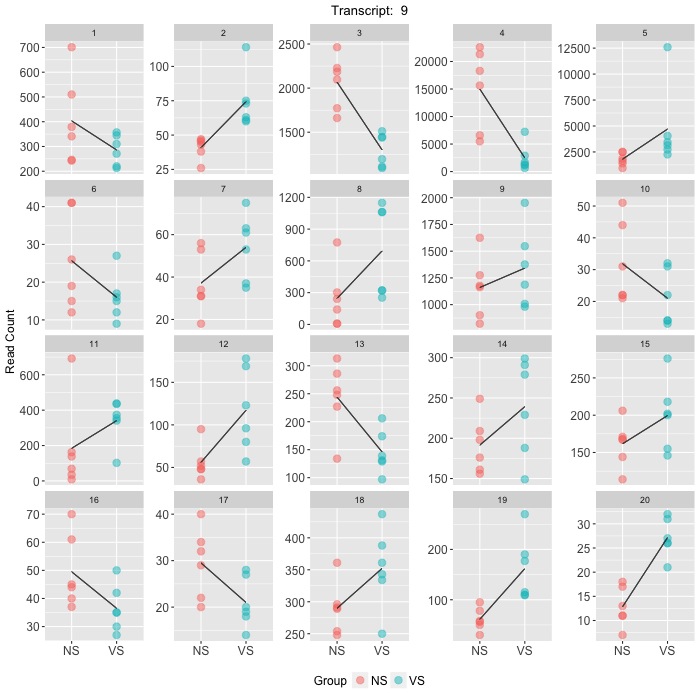 Transcript: 9
1 2 3 4 5
700 600 500 400 300 200
100 75 50 25
2500 2000 1500
20000 15000 10000 5000 0
12500 10000 7500 5000 2500
6 7 8 9 10
40 30 20 10
60 40 20
1200 900 600 300 0
2000 1750 1500 1250 1000
50 40 30 20
Read Count
11 12 13 14 15
600 400 200 0
150 100 50
300 250 200 150 100
300 250 200 150
250 200 150
16 17 18 19 20
70 60 50 40 30
40 30 20
400 350 300 250
200 100
30 25 20 15 10
NS VS NS VS NS VS NS VS NS VS
Group NS VS